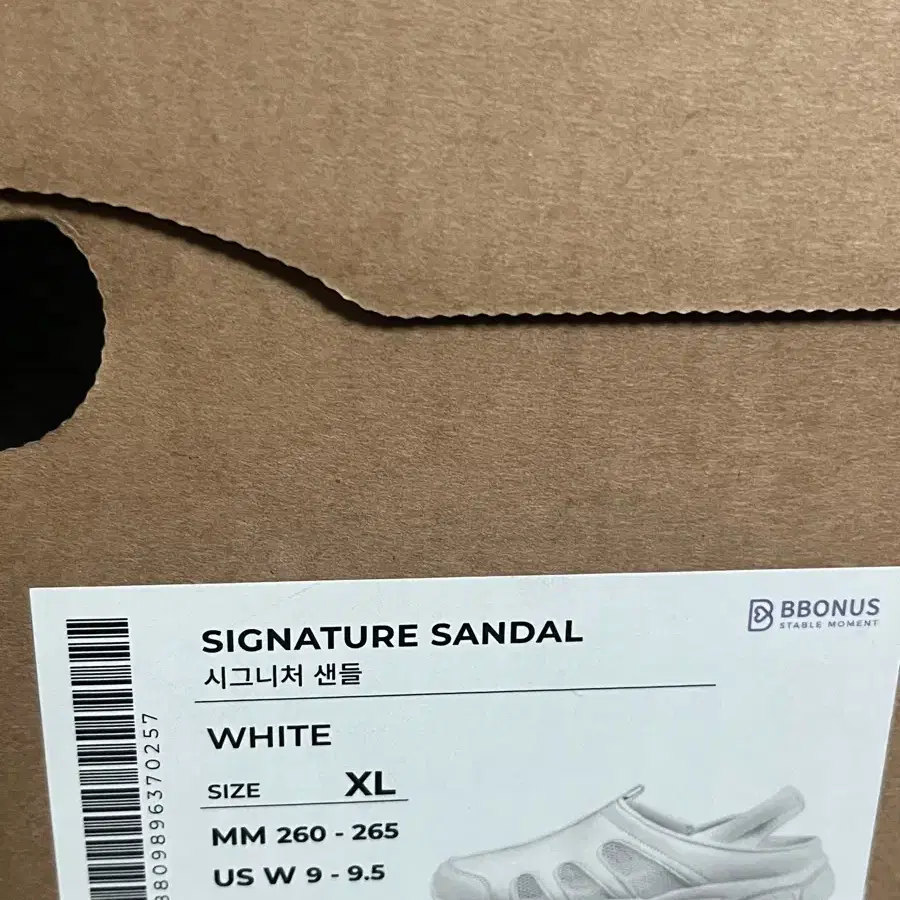 SIGNATURE SANDAL
시그니처 샌들
BBONUS
STABLE MOMENT
WHITE
SIZE XL
MM 260 - 265
US W 9 - 9.5
809896370257